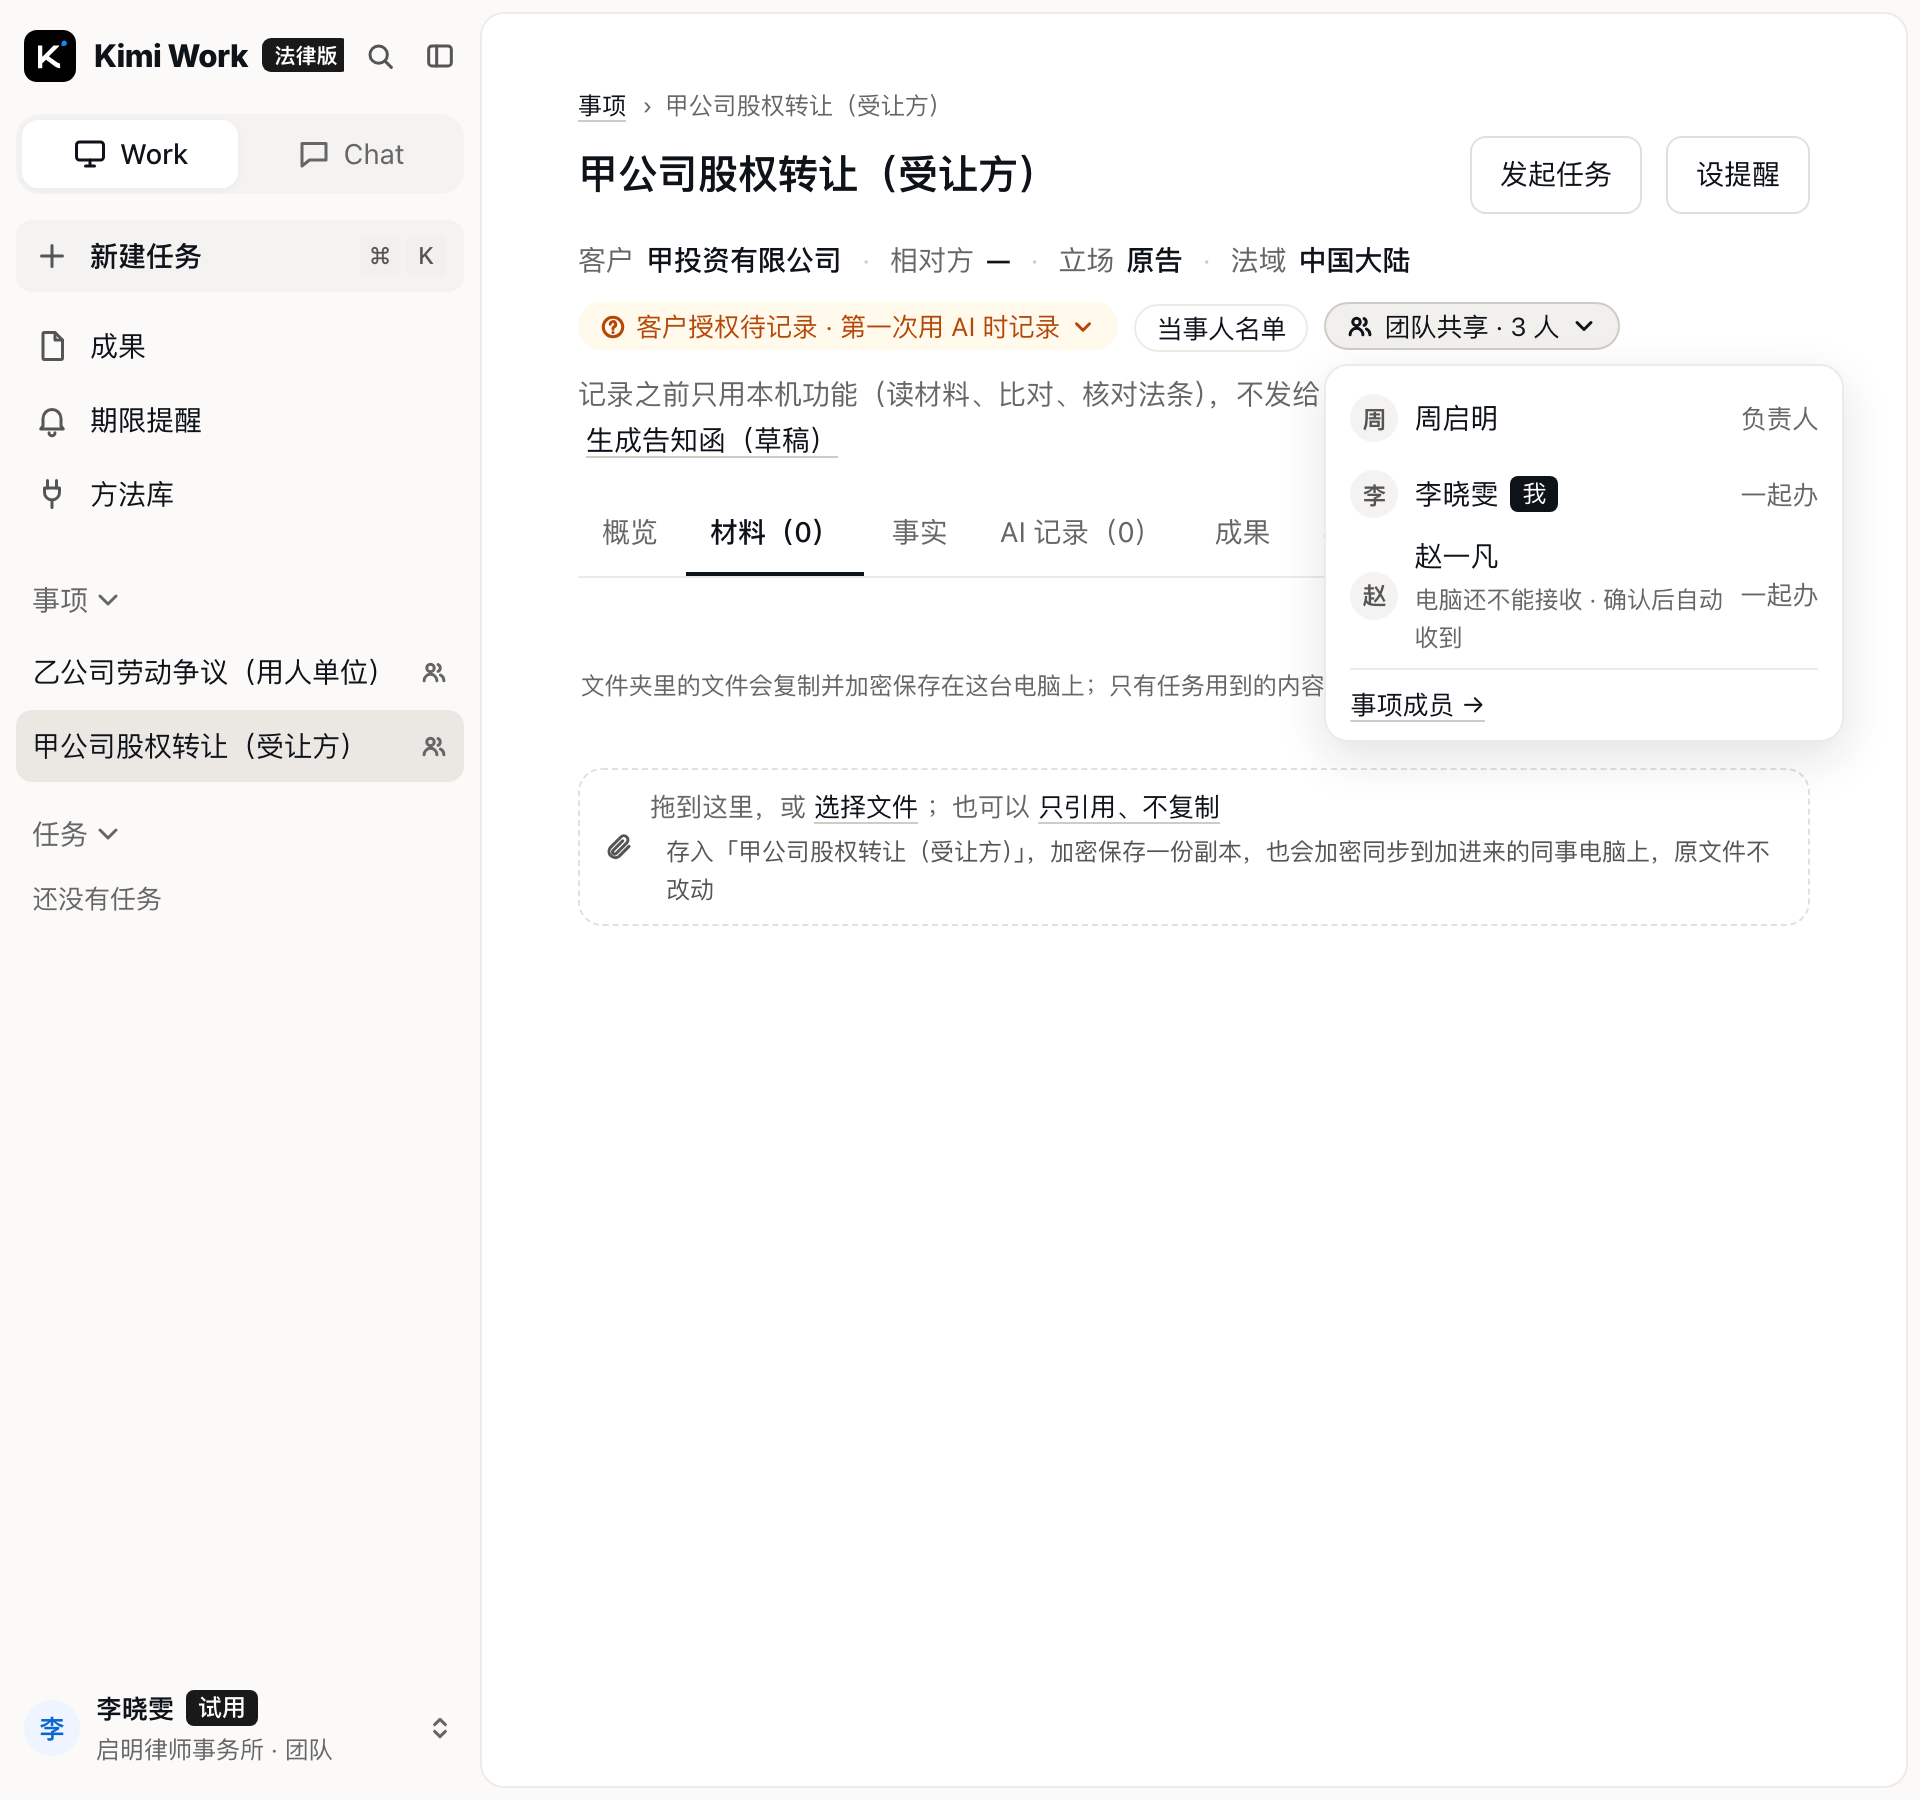 Kimi Work 法律版
Work
Chat
新建任务 ⌘ K
成果
期限提醒
方法库
事项
乙公司劳动争议（用人单位）
甲公司股权转让（受让方）
任务
还没有任务
李晓雯 试用
启明律师事务所 · 团队
李
事项 › 甲公司股权转让（受让方）
甲公司股权转让（受让方）
发起任务
设提醒
客户 甲投资有限公司 · 相对方 — · 立场 原告 · 法域 中国大陆
客户授权待记录 · 第一次用 AI 时记录
当事人名单
团队共享 · 3 人
记录之前只用本机功能（读材料、比对、核对法条），不发给
生成告知函（草稿）
概览 材料（0） 事实 AI 记录（0） 成果
周 周启明 负责人
李 李晓雯 我 一起办
赵一凡
赵 电脑还不能接收 · 确认后自动 一起办
收到
事项成员 →
文件夹里的文件会复制并加密保存在这台电脑上；只有任务用到的内容
拖到这里，或 选择文件 ；也可以 只引用、不复制
存入「甲公司股权转让（受让方）」，加密保存一份副本，也会加密同步到加进来的同事电脑上，原文件不
改动